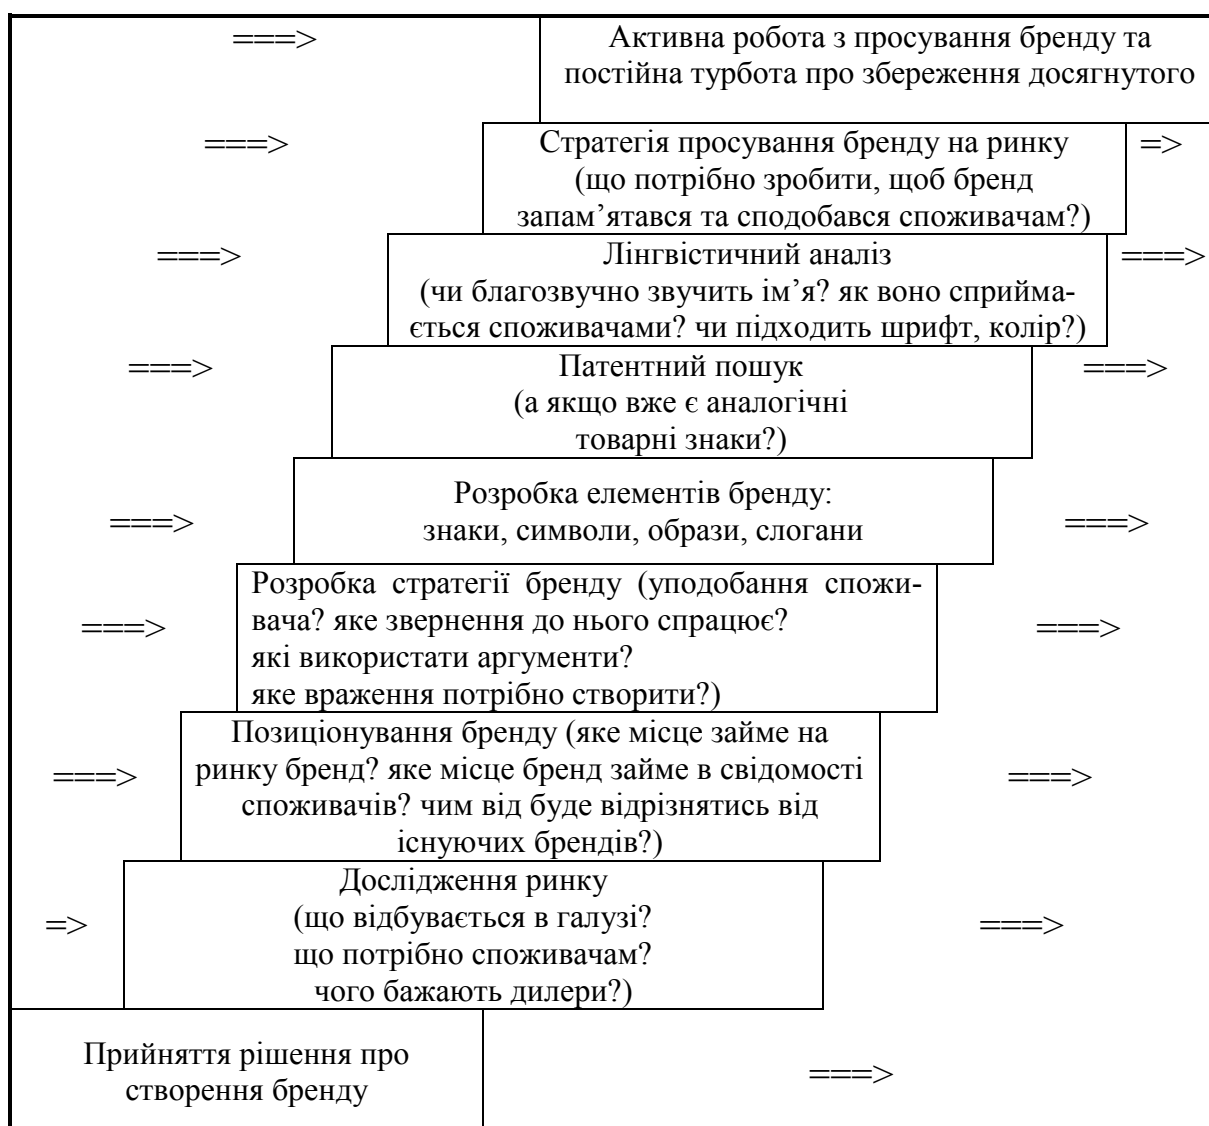 ===> Активна робота з просування бренду та
постійна турбота про збереження досягнутого
===> Стратегія просування бренду на ринку =>
(що потрібно зробити, щоб бренд
запам’ятався та сподобався споживачам?)
===> Лінгвістичний аналіз ===>
(чи благозвучно звучить ім’я? як воно сприйма-
ється споживачами? чи підходить шрифт, колір?)
===> Патентний пошук ===>
(а якщо вже є аналогічні
товарні знаки?)
Розробка елементів бренду:
===> знаки, символи, образи, слогани ===>
Розробка стратегії бренду (уподобання спожи-
===> вача? яке звернення до нього спрацює? ===>
які використати аргументи?
яке враження потрібно створити?)
Позиціонування бренду (яке місце займе на
===> ринку бренд? яке місце бренд займе в свідомості ===>
споживачів? чим від буде відрізнятись від
існуючих брендів?)
Дослідження ринку
=> (що відбувається в галузі? ===>
що потрібно споживачам?
чого бажають дилери?)
Прийняття рішення про
створення бренду ===>